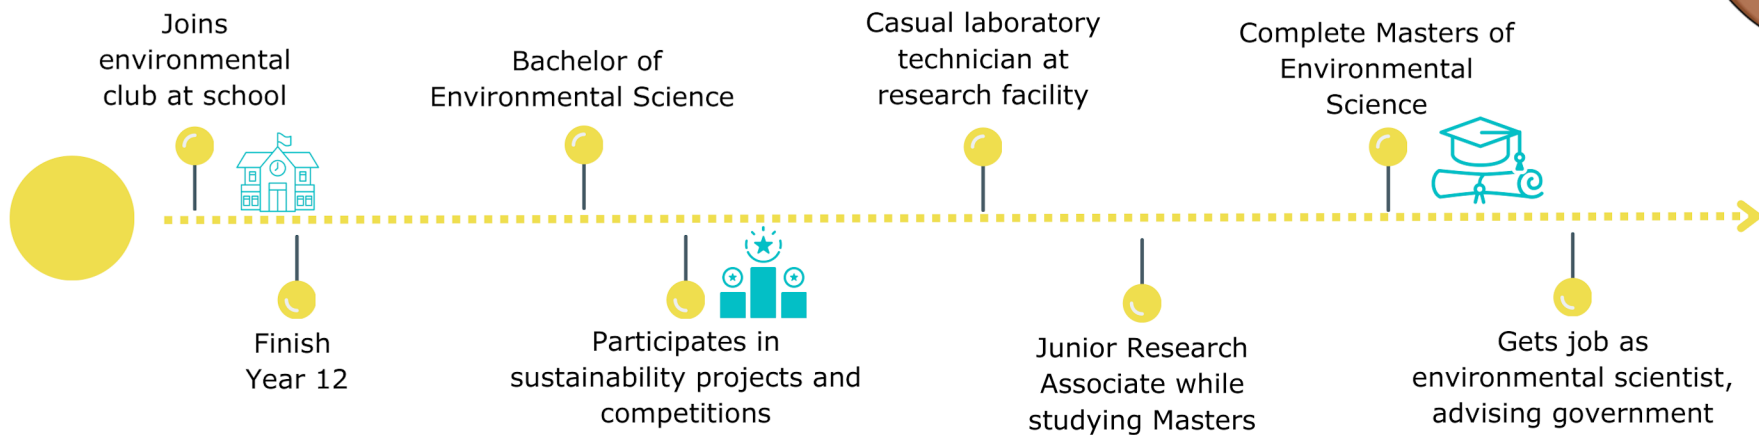 Joins
environmental
club at school
Finish
Year 12
Bachelor of
Environmental Science
Participates in
sustainability projects and
competitions
Casual laboratory
technician at
research facility
Junior Research
Associate while
studying Masters
Complete Masters of
Environmental
Science
Gets job as
environmental scientist,
advising government